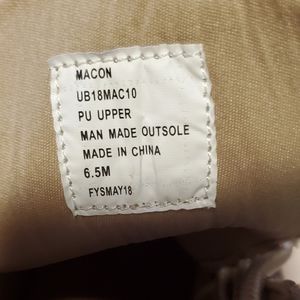 MACON
UB18MAC10
PU UPPER
MAN MADE OUTSOLE
MADE IN CHINA
6.5M
FYSMAY18